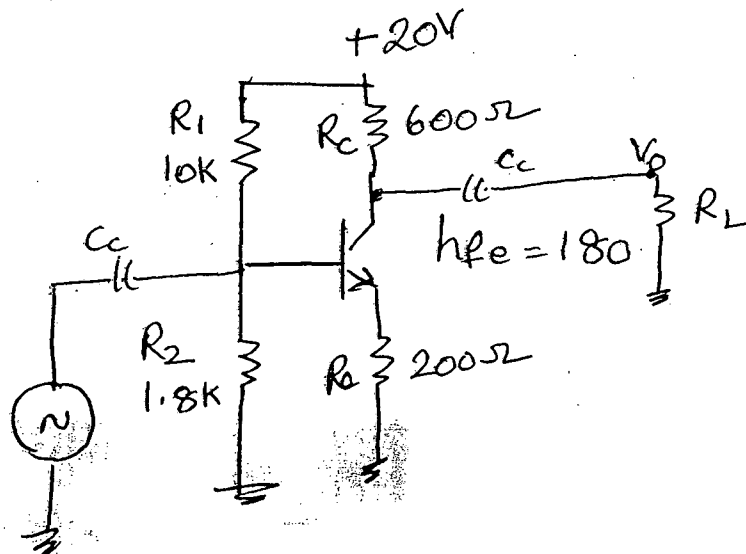 +20V
R1
10K
Rc 600Ω
Cc
Vo
RL
Cc
hfe = 180
R2
1.8K
Re 200Ω
~